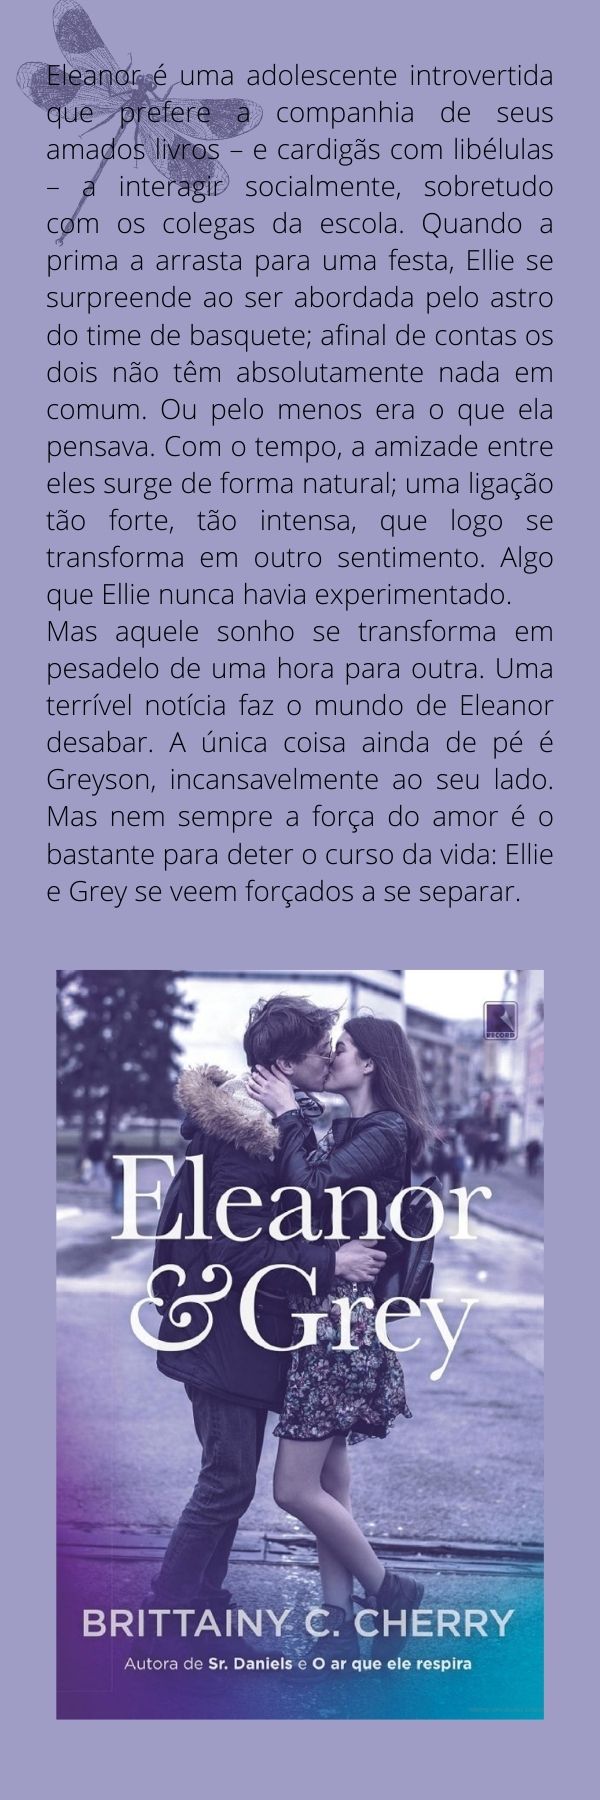 Eleanor é uma adolescente introvertida
que prefere a companhia de seus
amados livros – e cardigãs com libélulas
– a interagir socialmente, sobretudo
com os colegas da escola. Quando a
prima a arrasta para uma festa, Ellie se
surpreende ao ser abordada pelo astro
do time de basquete; afinal de contas os
dois não têm absolutamente nada em
comum. Ou pelo menos era o que ela
pensava. Com o tempo, a amizade entre
eles surge de forma natural; uma ligação
tão forte, tão intensa, que logo se
transforma em outro sentimento. Algo
que Ellie nunca havia experimentado.
Mas aquele sonho se transforma em
pesadelo de uma hora para outra. Uma
terrível notícia faz o mundo de Eleanor
desabar. A única coisa ainda de pé é
Greyson, incansavelmente ao seu lado.
Mas nem sempre a força do amor é o
bastante para deter o curso da vida: Ellie
e Grey se veem forçados a se separar.
RECORD
Eleanor
& Grey
BRITTAINY C. CHERRY
Autora de Sr. Daniels e O ar que ele respira